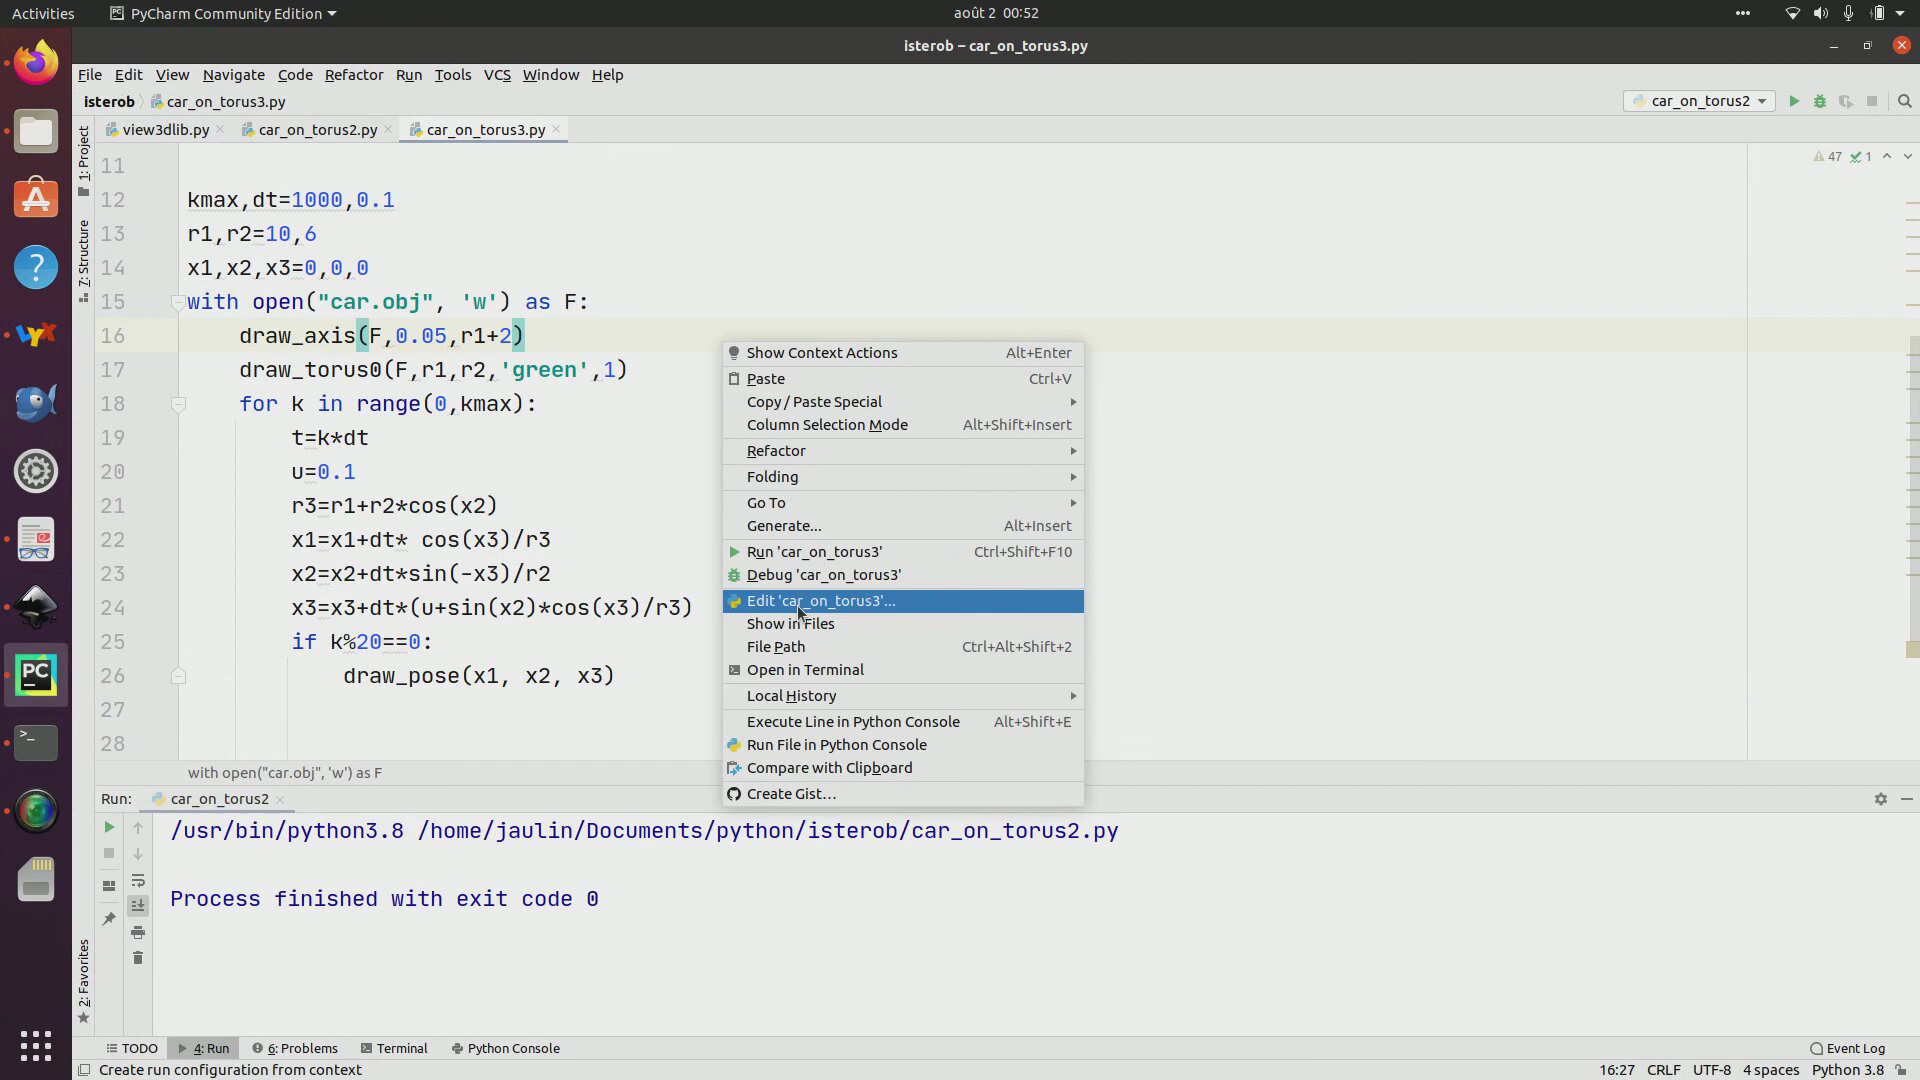 Activities PyCharm Community Edition août 2 00:52
isterob – car_on_torus3.py
File Edit View Navigate Code Refactor Run Tools VCS Window Help
isterob car_on_torus3.py car_on_torus2
view3dlib.py car_on_torus2.py car_on_torus3.py
1: Project
7: Structure
2: Favorites
47 1
11
12 kmax,dt=1000,0.1
13 r1,r2=10,6
14 x1,x2,x3=0,0,0
15 with open("car.obj", 'w') as F:
16 draw_axis(F,0.05,r1+2)
17 draw_torus0(F,r1,r2,'green',1)
18 for k in range(0,kmax):
19 t=k*dt
20 u=0.1
21 r3=r1+r2*cos(x2)
22 x1=x1+dt* cos(x3)/r3
23 x2=x2+dt*sin(-x3)/r2
24 x3=x3+dt*(u+sin(x2)*cos(x3)/r3)
25 if k%20==0:
26 draw_pose(x1, x2, x3)
27
28
with open("car.obj", 'w') as F
Show Context Actions Alt+Enter
Paste Ctrl+V
Copy / Paste Special
Column Selection Mode Alt+Shift+Insert
Refactor
Folding
Go To
Generate... Alt+Insert
Run 'car_on_torus3' Ctrl+Shift+F10
Debug 'car_on_torus3'
Edit 'car_on_torus3'...
Show in Files
File Path Ctrl+Alt+Shift+2
Open in Terminal
Local History
Execute Line in Python Console Alt+Shift+E
Run File in Python Console
Compare with Clipboard
Create Gist...
Run: car_on_torus2
/usr/bin/python3.8 /home/jaulin/Documents/python/isterob/car_on_torus2.py
Process finished with exit code 0
TODO 4: Run 6: Problems Terminal Python Console Event Log
Create run configuration from context 16:27 CRLF UTF-8 4 spaces Python 3.8